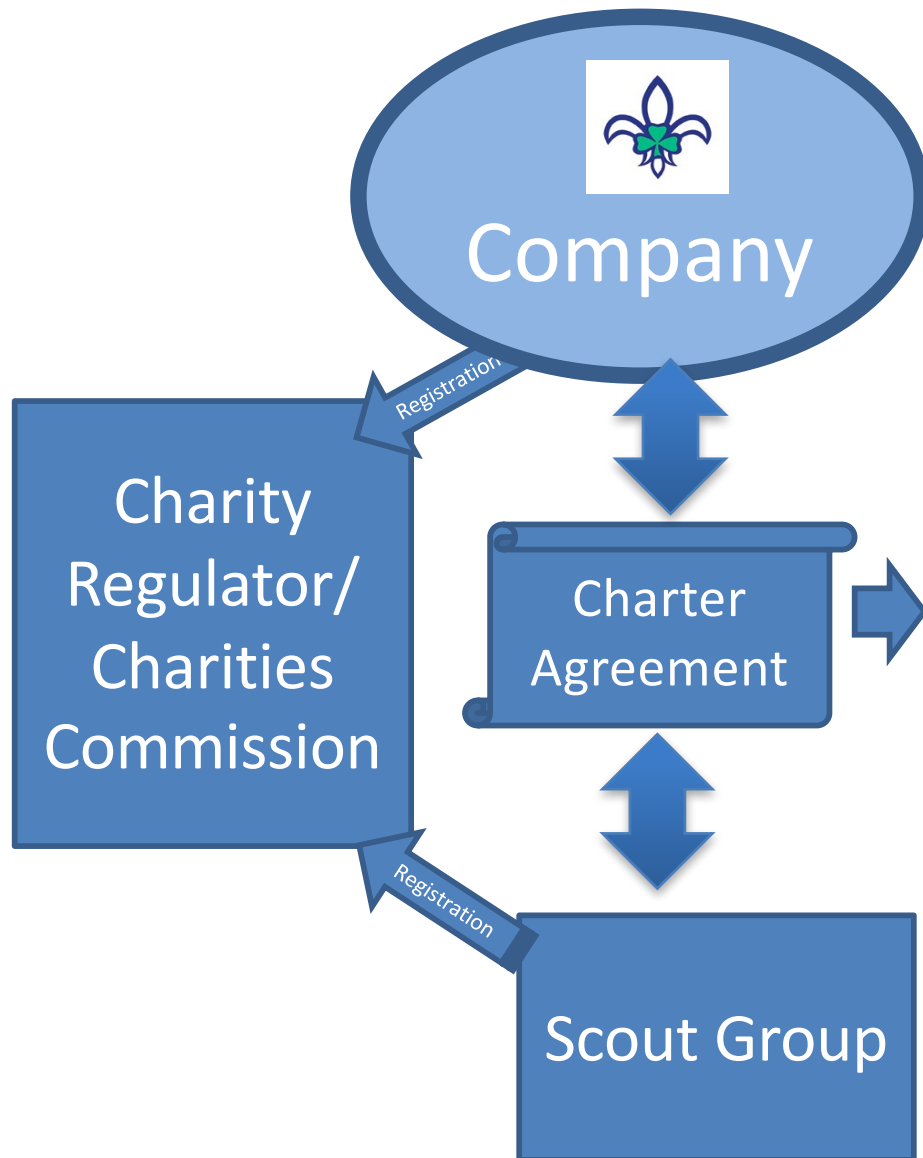 Company
Registration
Charity
Regulator/
Charities
Commission
Charter
Agreement
Registration
Scout Group